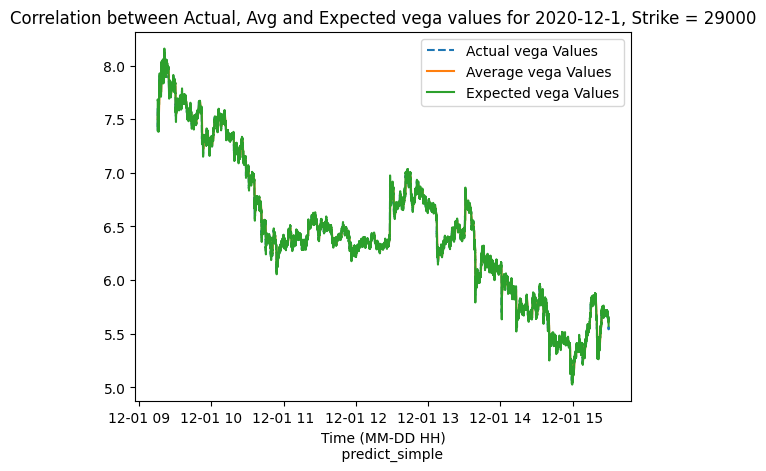 Correlation between Actual, Avg and Expected vega values for 2020-12-1, Strike = 29000
Actual vega Values
Average vega Values
Expected vega Values
8.0
7.5
7.0
6.5
6.0
5.5
5.0
12-01 09 12-01 10 12-01 11 12-01 12 12-01 13 12-01 14 12-01 15
Time (MM-DD HH)
predict_simple